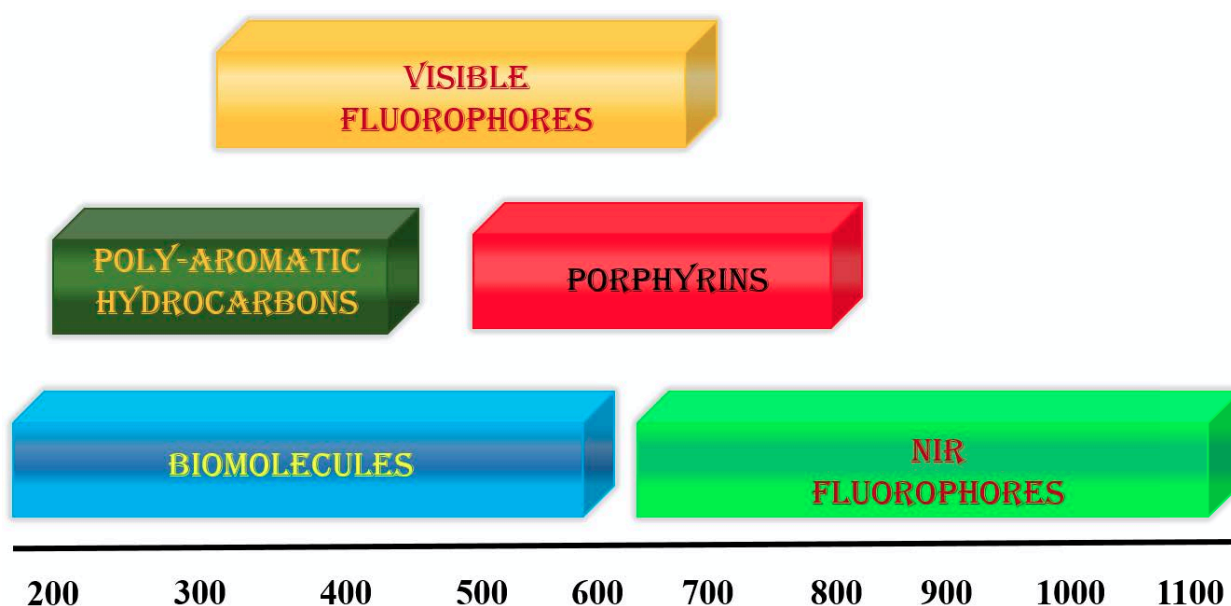 VISIBLE
FLUOROPHORES
POLY-AROMATIC
HYDROCARBONS
PORPHYRINS
BIOMOLECULES
NIR
FLUOROPHORES
200 300 400 500 600 700 800 900 1000 1100